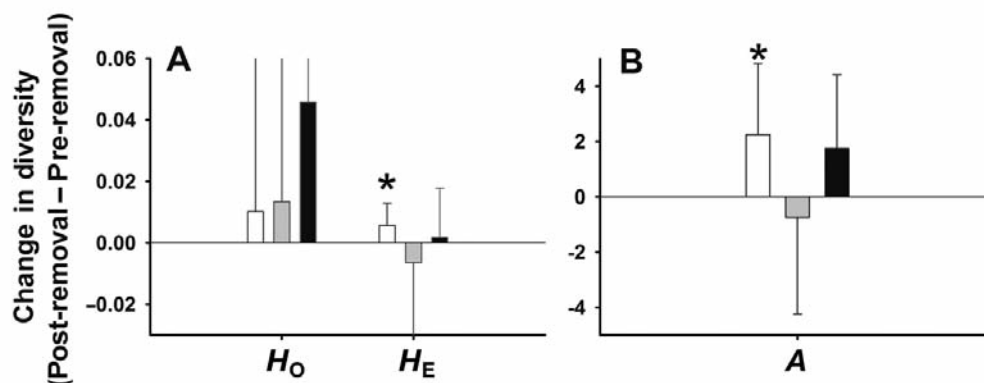 Change in diversity
(Post-removal – Pre-removal)
A
0.06
0.04
0.02
0.00
–0.02
*
Hₒ
Hᴇ
B
*
4
2
0
-2
-4
A